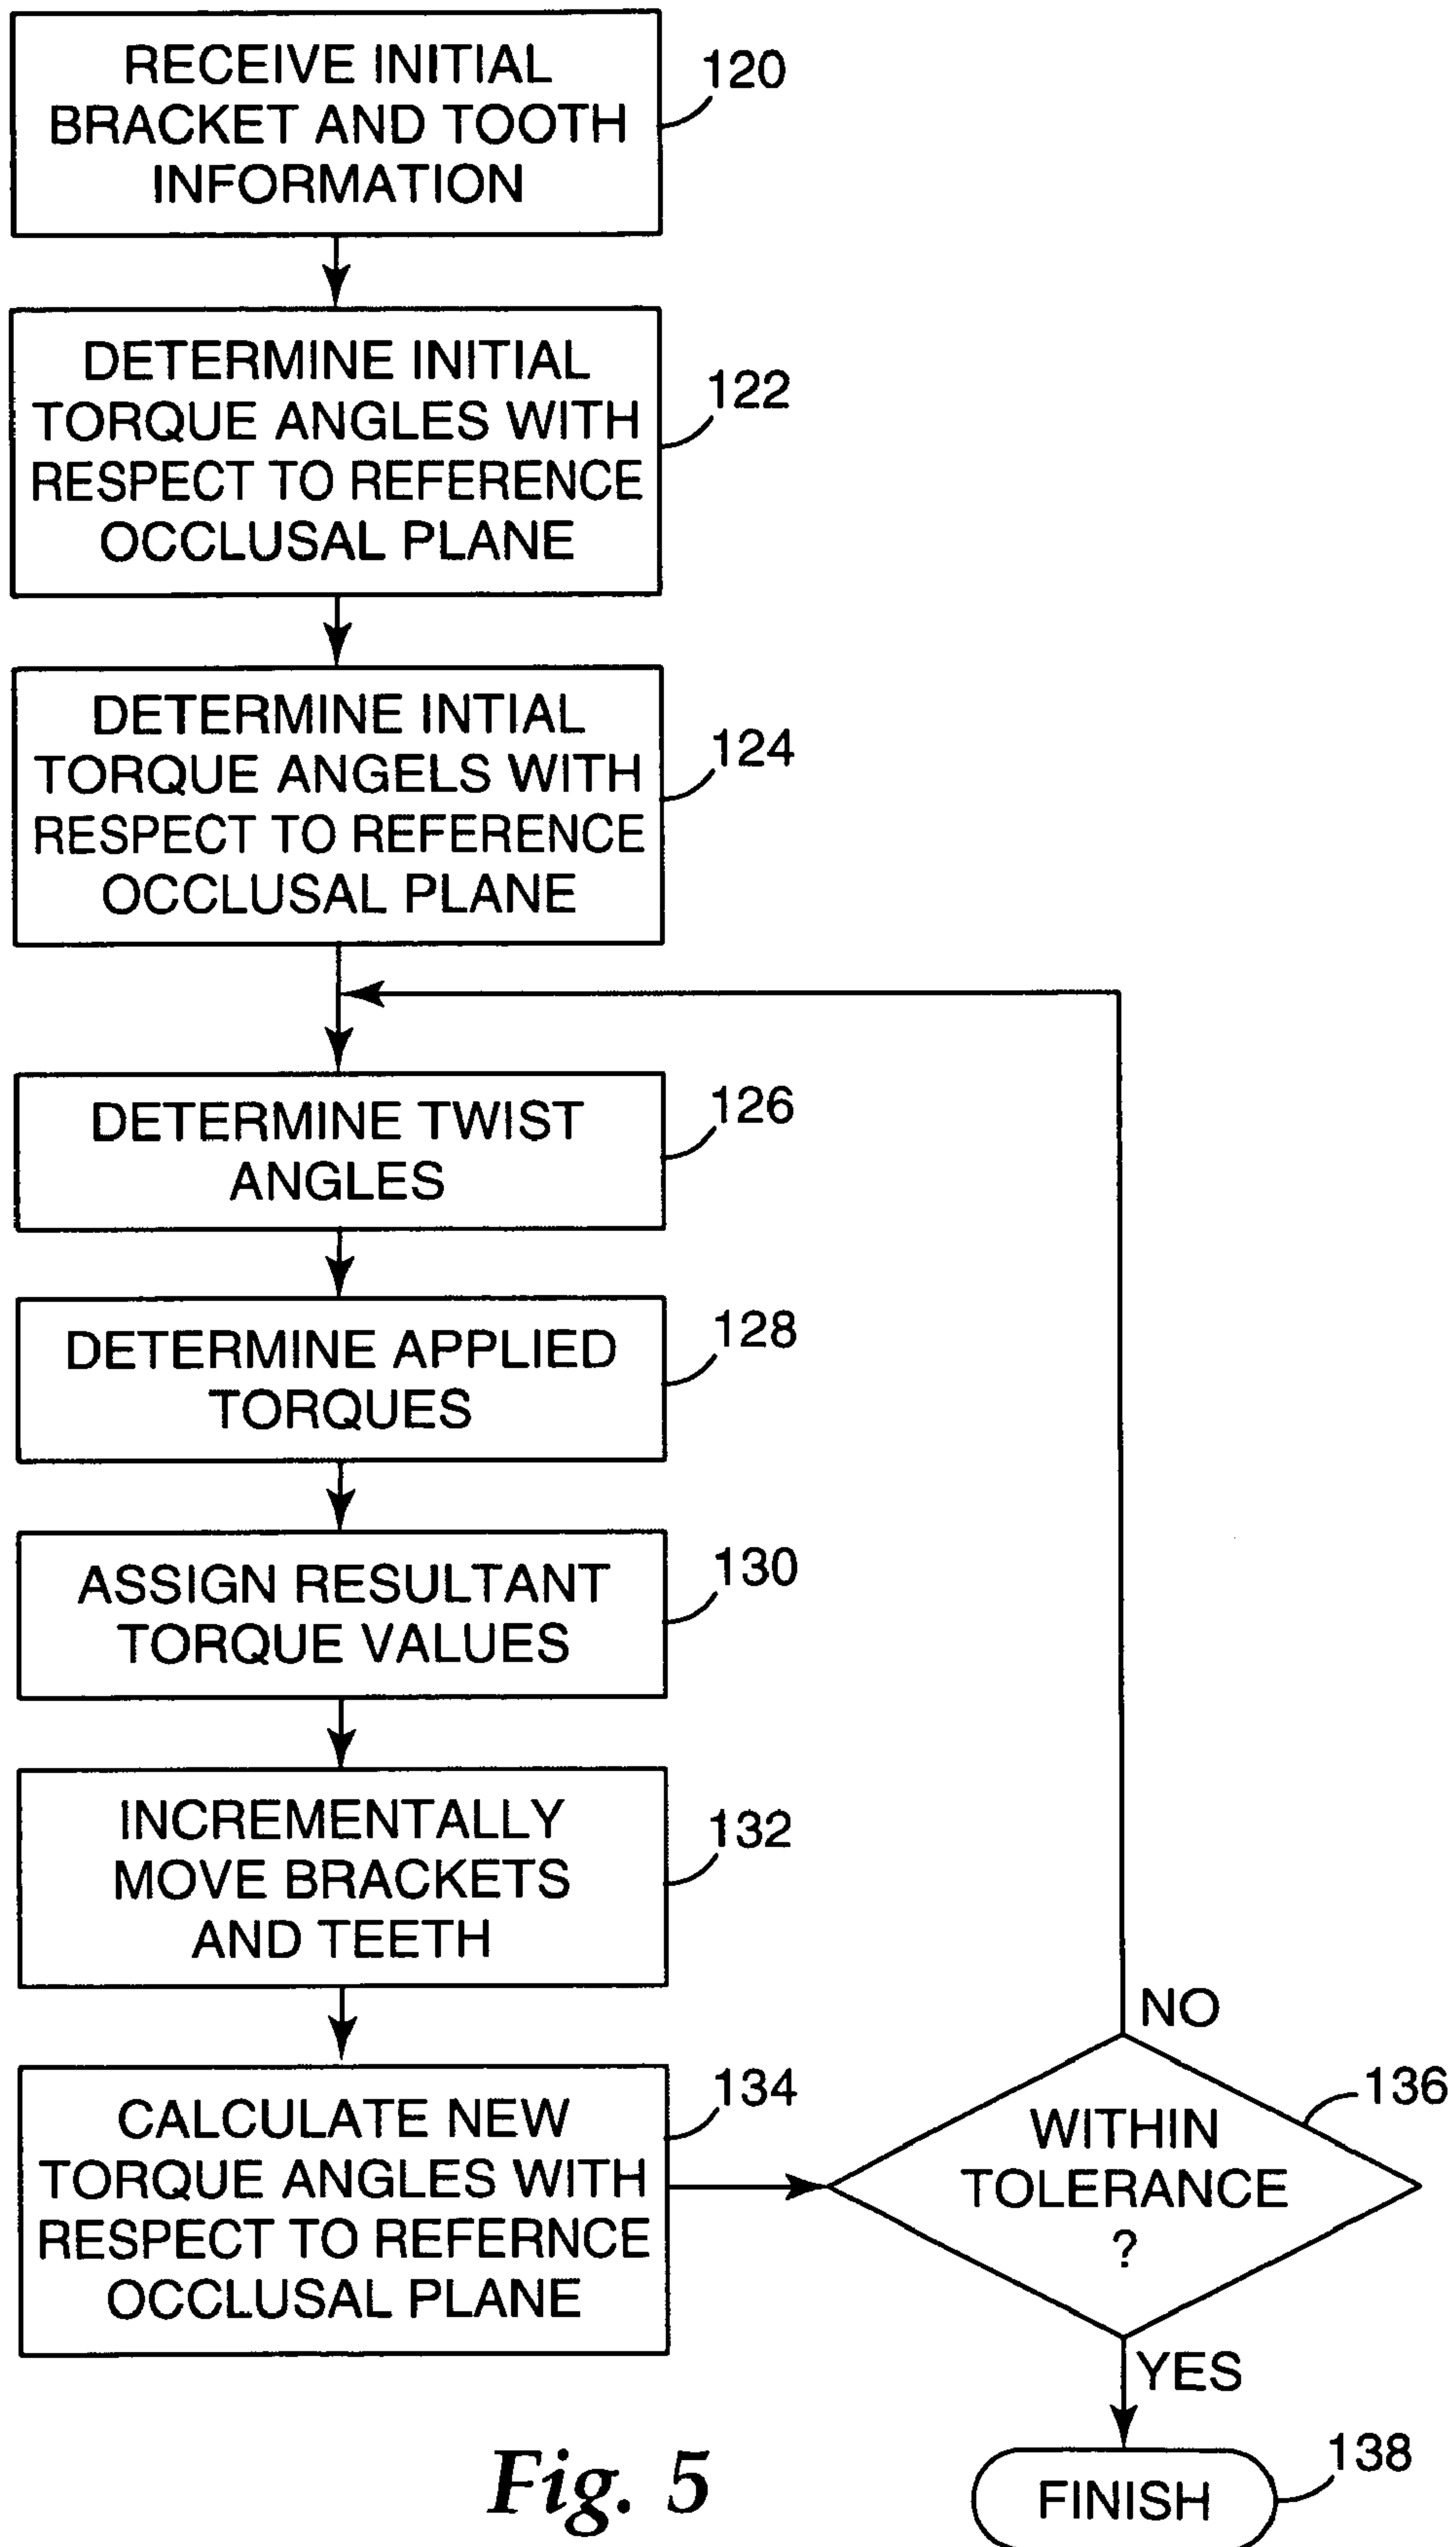 RECEIVE INITIAL
BRACKET AND TOOTH
INFORMATION
120
DETERMINE INITIAL
TORQUE ANGLES WITH
RESPECT TO REFERENCE
OCCLUSAL PLANE
122
DETERMINE INTIAL
TORQUE ANGELS WITH
RESPECT TO REFERENCE
OCCLUSAL PLANE
124
DETERMINE TWIST
ANGLES
126
DETERMINE APPLIED
TORQUES
128
ASSIGN RESULTANT
TORQUE VALUES
130
INCREMENTALLY
MOVE BRACKETS
AND TEETH
132
CALCULATE NEW
TORQUE ANGLES WITH
RESPECT TO REFERNCE
OCCLUSAL PLANE
134
NO
WITHIN
TOLERANCE
?
136
YES
FINISH
138
Fig. 5